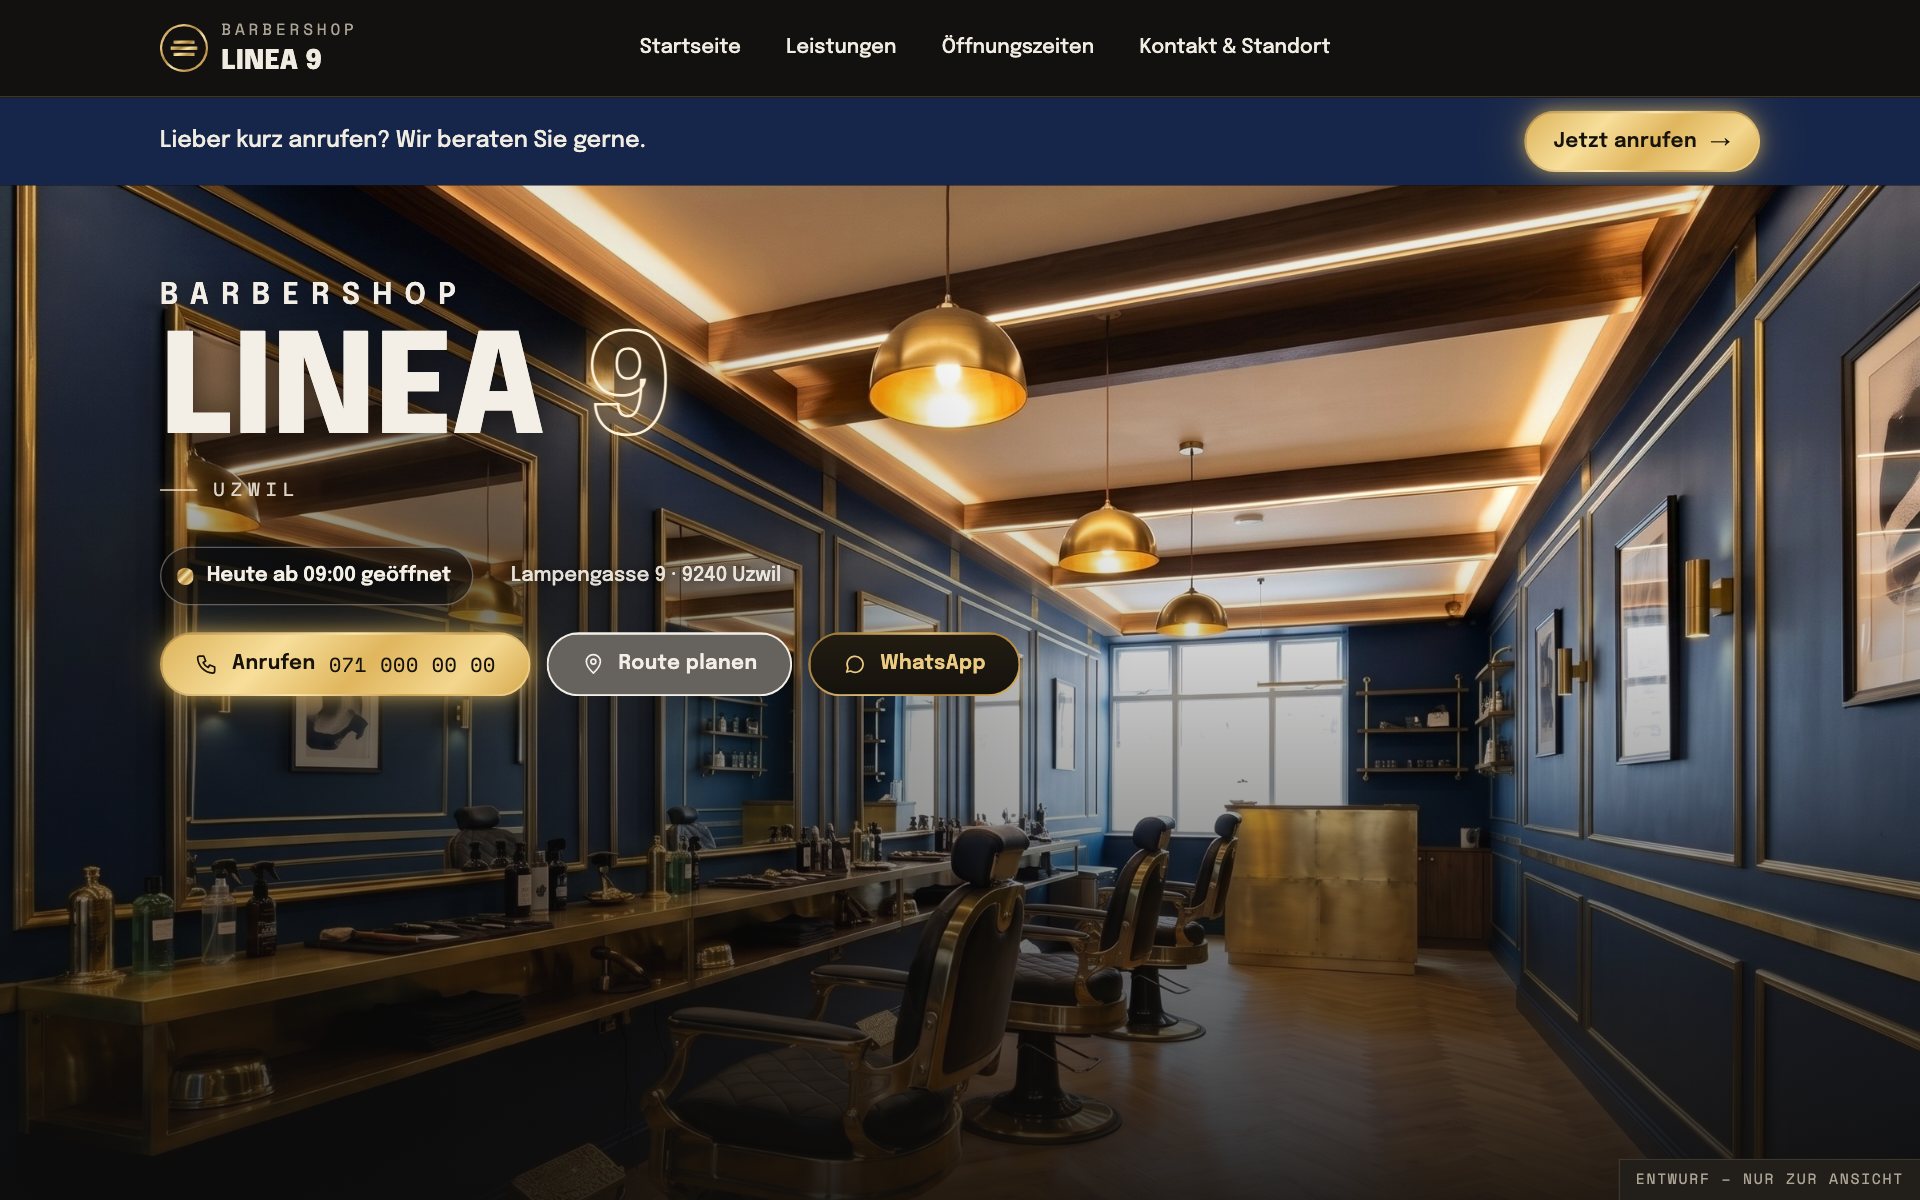 BARBERSHOP
LINEA 9
Startseite Leistungen Öffnungszeiten Kontakt & Standort
Lieber kurz anrufen? Wir beraten Sie gerne.
Jetzt anrufen →
BARBERSHOP
LINEA 9
UZWIL
Heute ab 09:00 geöffnet
Lampengasse 9 · 9240 Uzwil
Anrufen 071 000 00 00
Route planen
WhatsApp
ENTWURF – NUR ZUR ANSICHT